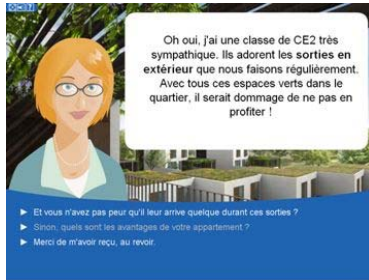 Oh oui, j'ai une classe de CE2 très
sympathique. Ils adorent les sorties en
extérieur que nous faisons régulièrement.
Avec tous ces espaces verts dans le
quartier, il serait dommage de ne pas en
profiter !
Et vous n'avez pas peur qu'il leur arrive quelque durant ces sorties ?
Sinon, quels sont les avantages de votre appartement ?
Merci de m'avoir reçu, au revoir.